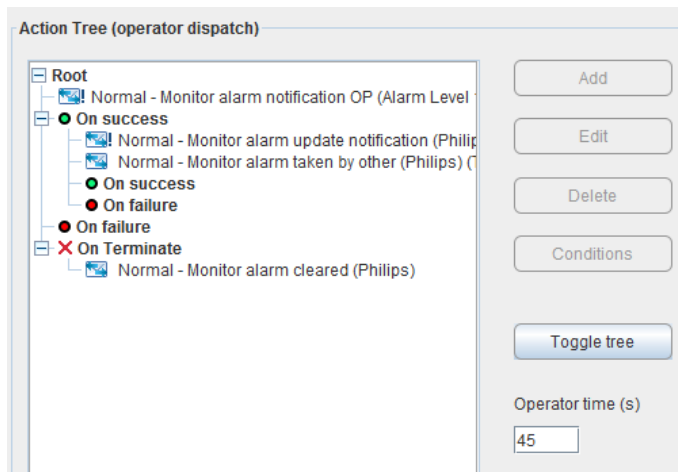 Action Tree (operator dispatch)
Root
Normal - Monitor alarm notification OP (Alarm Level
On success
Normal - Monitor alarm update notification (Philip
Normal - Monitor alarm taken by other (Philips) (
On success
On failure
On failure
On Terminate
Normal - Monitor alarm cleared (Philips)
Add
Edit
Delete
Conditions
Toggle tree
Operator time (s)
45